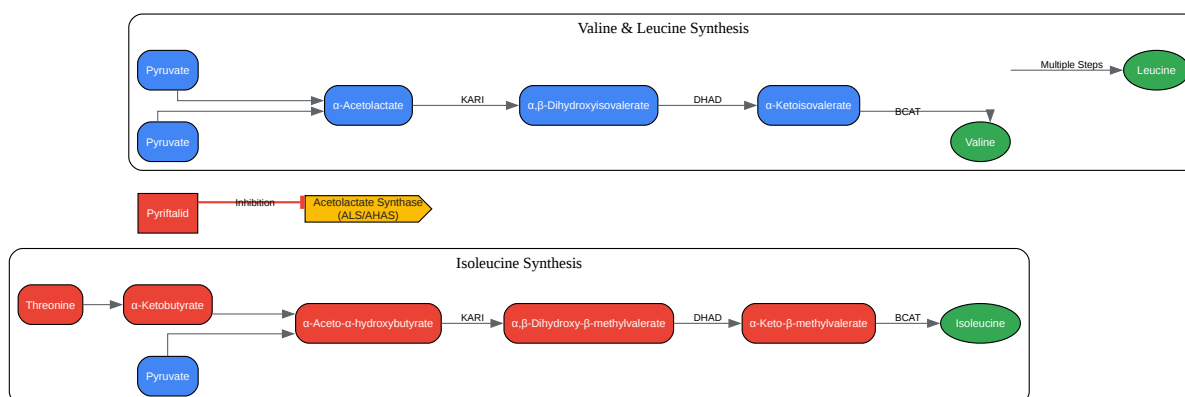 Valine & Leucine Synthesis
Pyruvate
Multiple Steps
Leucine
α-Acetolactate
KARI
α,β-Dihydroxyisovalerate
DHAD
α-Ketoisovalerate
BCAT
Pyruvate
Valine
Pyriftalid
Inhibition
Acetolactate Synthase
(ALS/AHAS)
Isoleucine Synthesis
Threonine
α-Ketobutyrate
α-Aceto-α-hydroxybutyrate
KARI
α,β-Dihydroxy-β-methylvalerate
DHAD
α-Keto-β-methylvalerate
BCAT
Isoleucine
Pyruvate